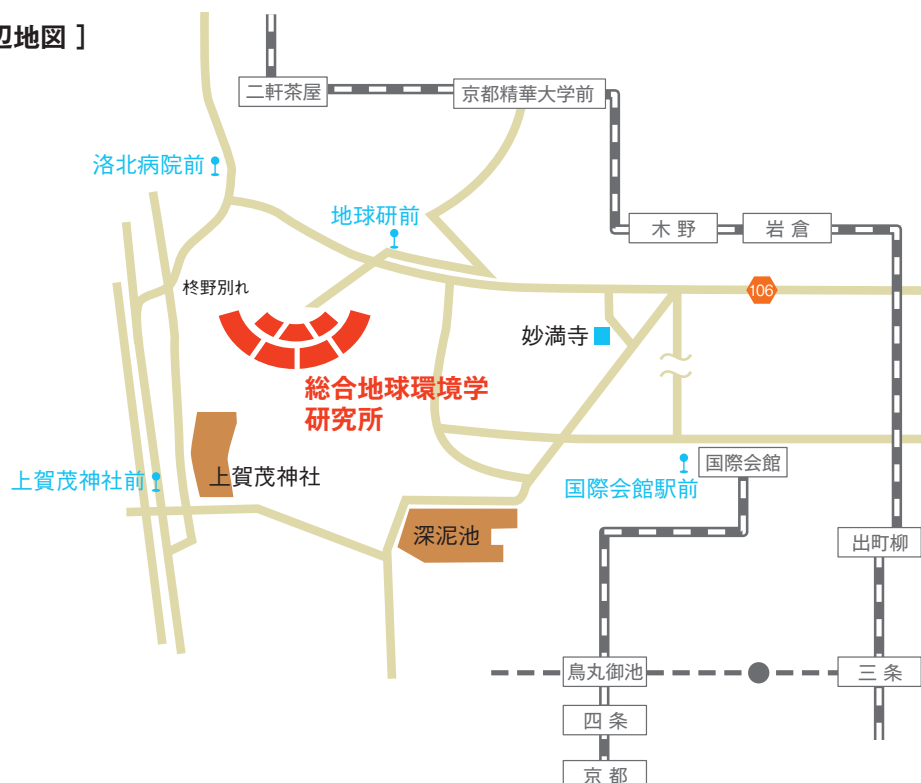 辺地図 ]
二軒茶屋
京都精華大学前
洛北病院前
地球研前
木野
岩倉
柊野別れ
106
妙満寺
総合地球環境学
研究所
上賀茂神社
上賀茂神社前
国際会館
国際会館駅前
深泥池
出町柳
烏丸御池
三条
四条
京都